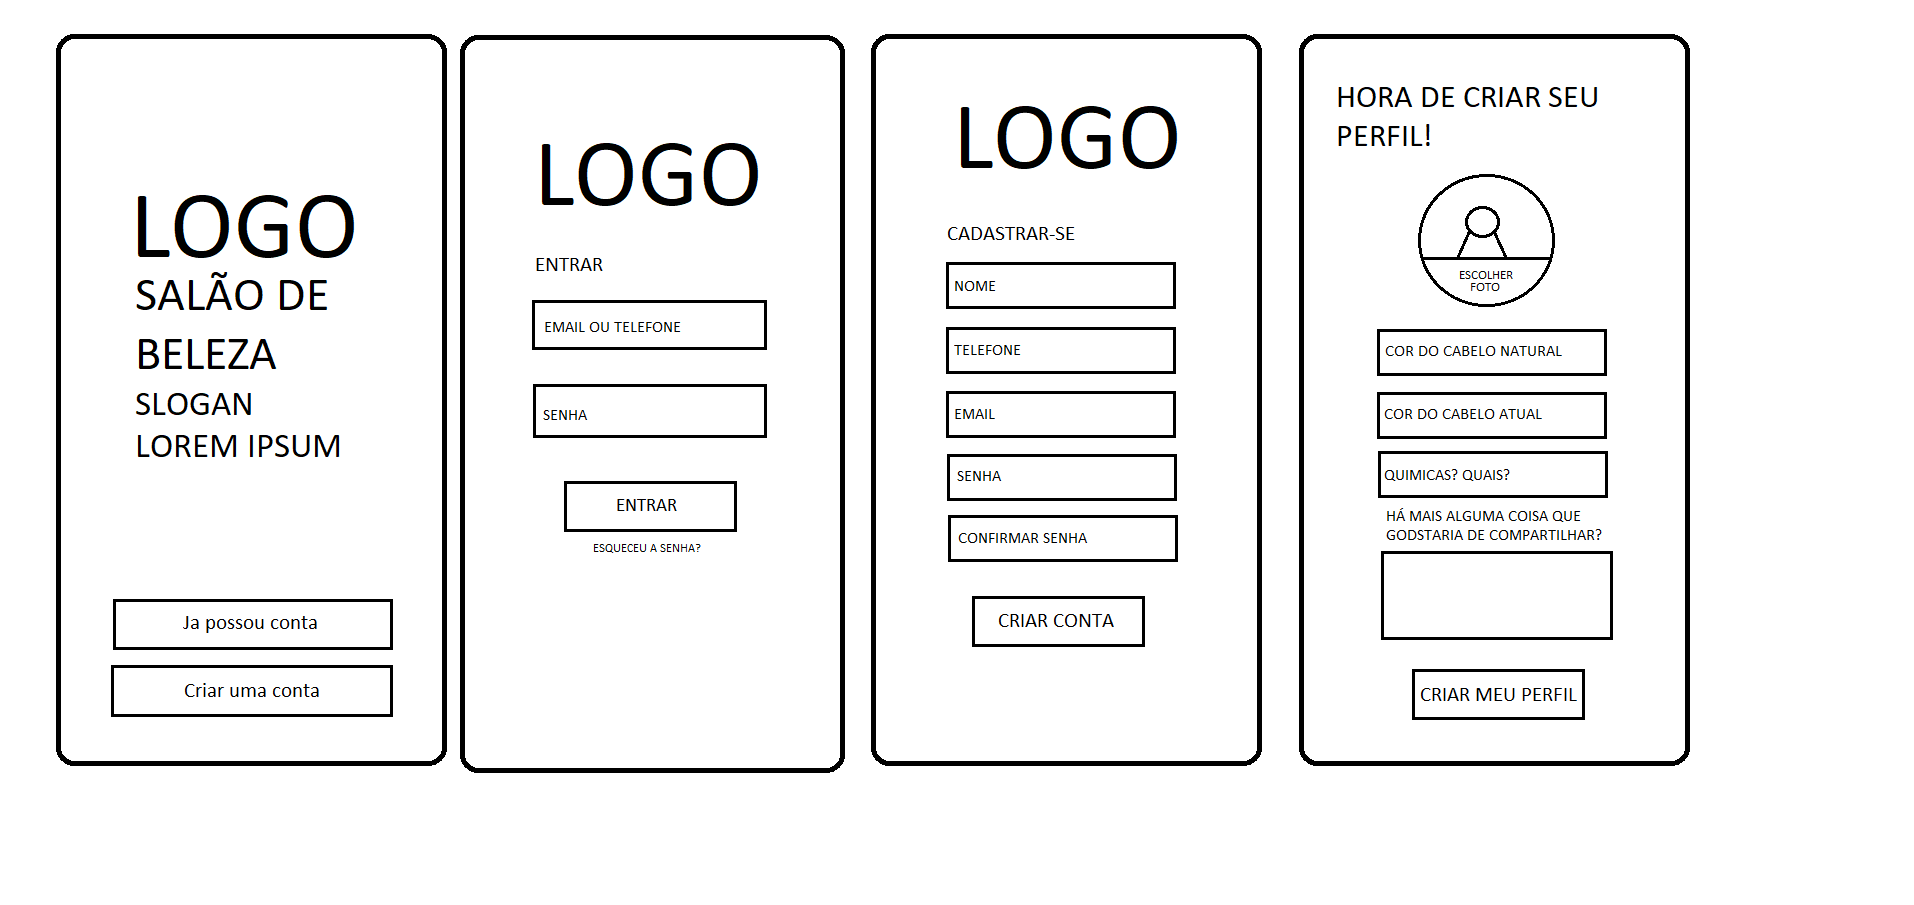 LOGO
SALÃO DE
BELEZA
SLOGAN
LOREM IPSUM
Ja possou conta
Criar uma conta
LOGO
ENTRAR
EMAIL OU TELEFONE
SENHA
ENTRAR
ESQUECEU A SENHA?
LOGO
CADASTRAR-SE
NOME
TELEFONE
EMAIL
SENHA
CONFIRMAR SENHA
CRIAR CONTA
HORA DE CRIAR SEU
PERFIL!
ESCOLHER
FOTO
COR DO CABELO NATURAL
COR DO CABELO ATUAL
QUIMICAS? QUAIS?
HÁ MAIS ALGUMA COISA QUE
GODSTARIA DE COMPARTILHAR?
CRIAR MEU PERFIL